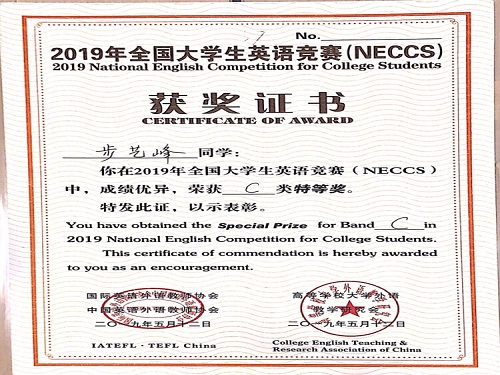 No.
2019年全国大学生英语竞赛(NECCS)
2019 National English Competition for College Students
获奖证书
CERTIFICATE OF AWARD
步艺峰同学：
你在2019年全国大学生英语竞赛（NECCS）
中，成绩优异，荣获 C 类特等奖。
特发此证，以示表彰。
You have obtained the Special Prize for Band C in
2019 National English Competition for College Students.
This certificate of commendation is hereby awarded
to you as an encouragement.
国际英语外语教师协会
中国英语外语教师协会
二〇一九年五月十二日
IATEFL · TEFL China
高等学校大学外语
教学研究会
二〇一九年五月十二日
College English Teaching &
Research Association of China